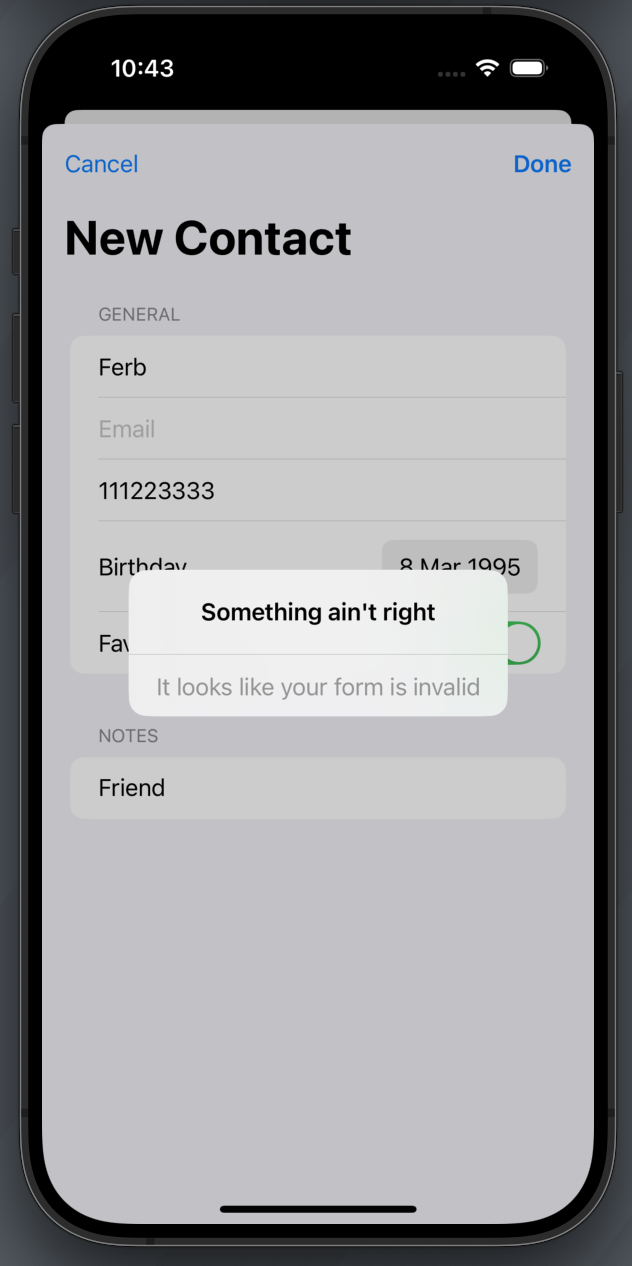 10:43
Cancel
Done
New Contact
GENERAL
Ferb
Email
111223333
Birthday
8 Mar 1995
Something ain't right
Fav
It looks like your form is invalid
NOTES
Friend